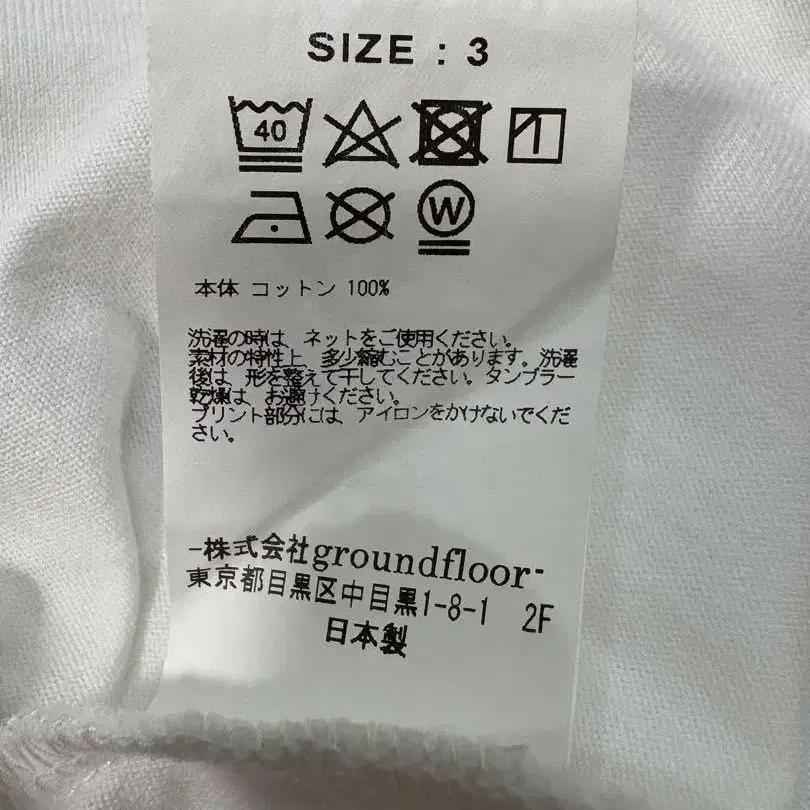 SIZE : 3
40
W
本体 コットン 100%
洗濯の時は、ネットをご使用ください。
素材の特性上、多少縮むことがあります。洗濯
後は、形を整えて干してください。タンブラー
乾燥は、お避けください。
プリント部分には、アイロンをかけないでくだ
さい。
-株式会社groundfloor-
東京都目黒区中目黒1-8-1 2F
日本製